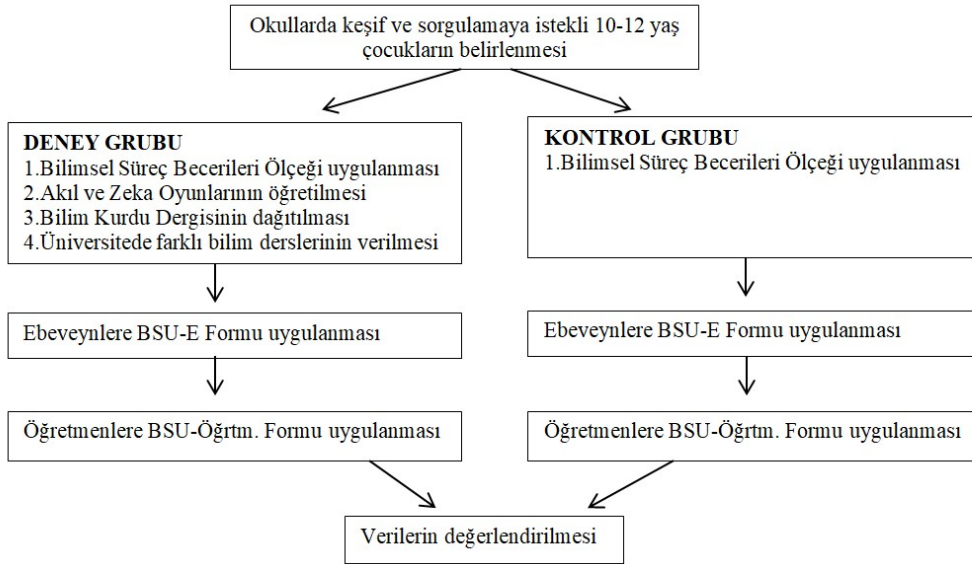 Okullarda keşif ve sorgulamaya istekli 10-12 yaş
çocukların belirlenmesi
DENEY GRUBU
1.Bilimsel Süreç Becerileri Ölçeği uygulanması
2.Akıl ve Zeka Oyunlarının öğretilmesi
3.Bilim Kurdu Dergisinin dağıtılması
4.Üniversitede farklı bilim derslerinin verilmesi
KONTROL GRUBU
1.Bilimsel Süreç Becerileri Ölçeği uygulanması
Ebeveynlere BSU-E Formu uygulanması
Ebeveynlere BSU-E Formu uygulanması
Öğretmenlere BSU-Öğrtm. Formu uygulanması
Öğretmenlere BSU-Öğrtm. Formu uygulanması
Verilerin değerlendirilmesi